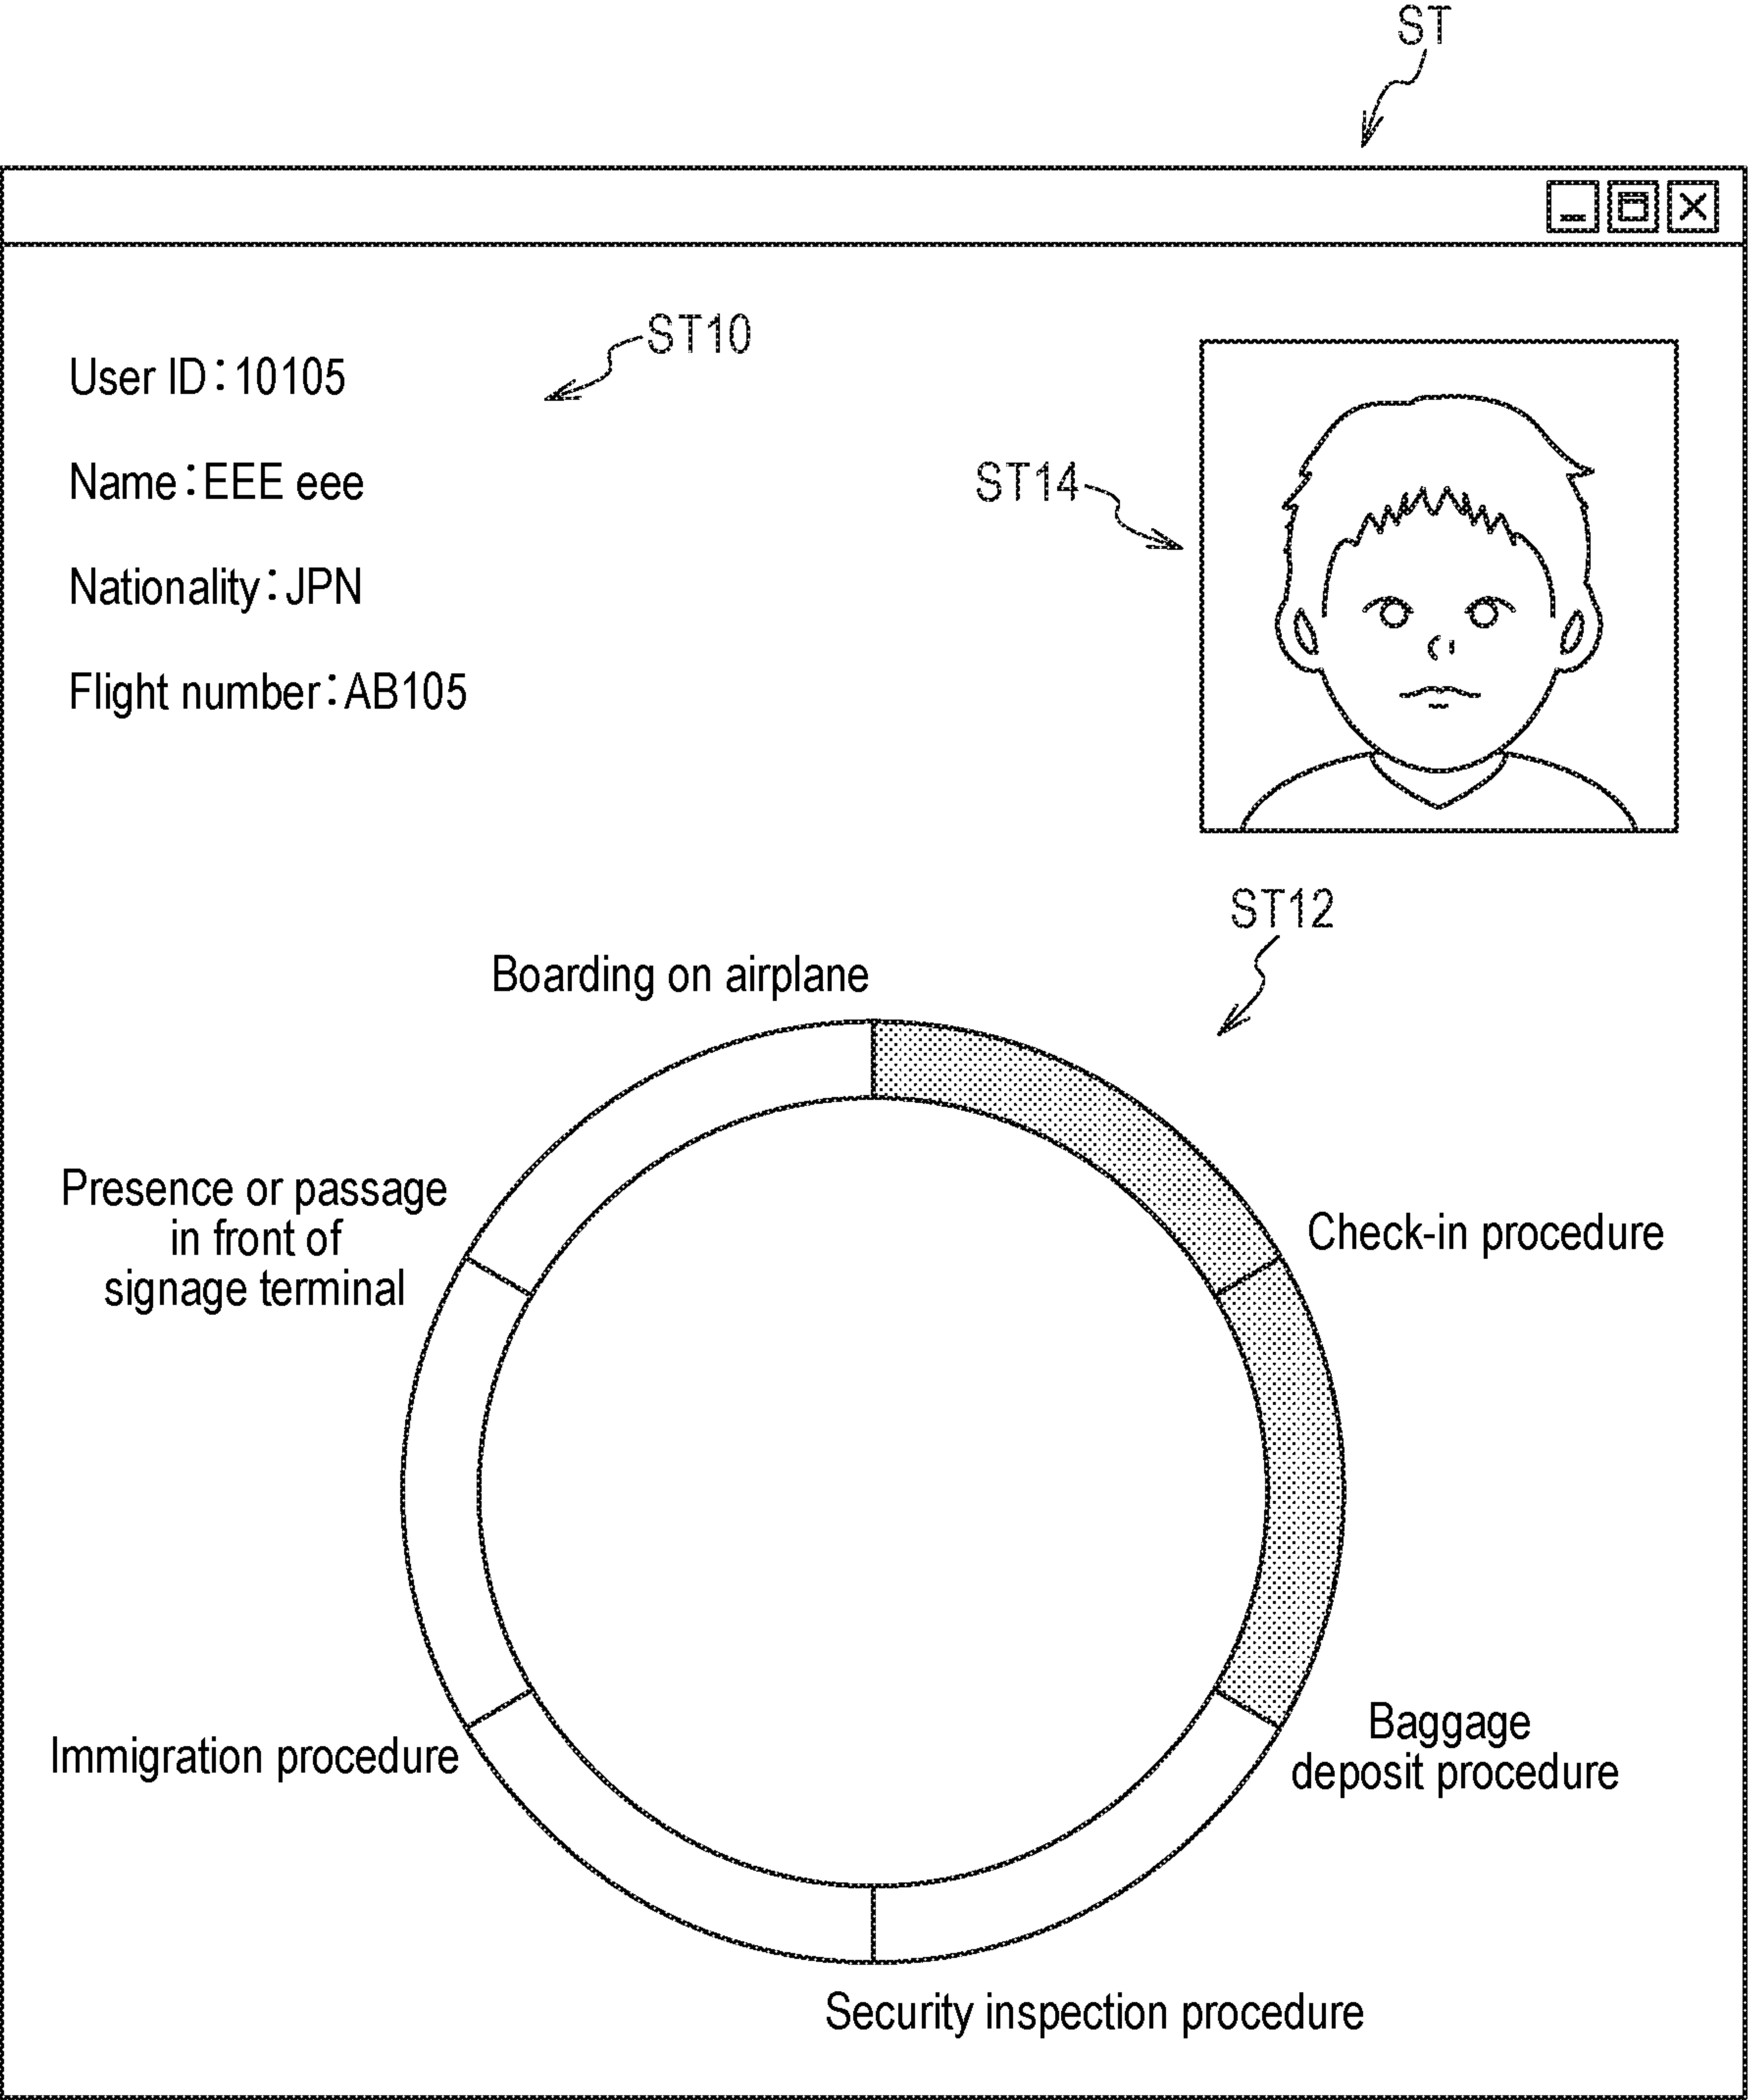 ST
User ID:10105
ST10
Name:EEE eee
ST14
Nationality:JPN
Flight number:AB105
ST12
Boarding on airplane
Presence or passage
in front of
signage terminal
Check-in procedure
Immigration procedure
Baggage
deposit procedure
Security inspection procedure